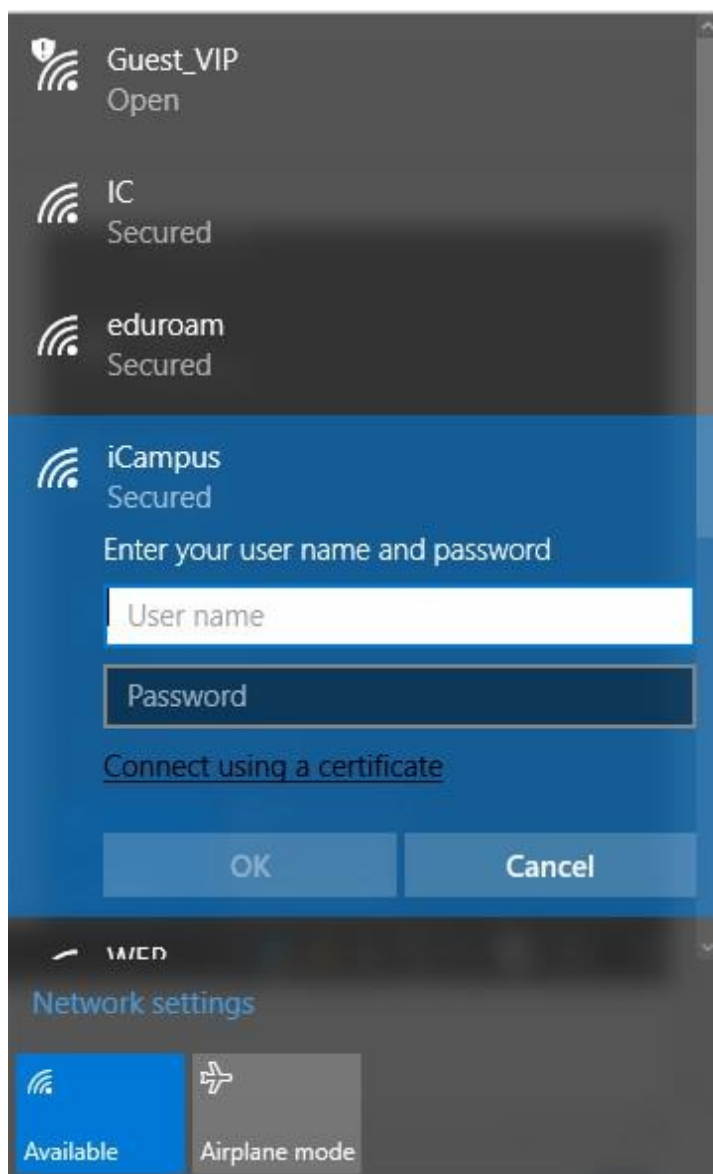 Guest_VIP
Open
IC
Secured
eduroam
Secured
iCampus
Secured
Enter your user name and password
User name
Password
Connect using a certificate
OK Cancel
Network settings
Available Airplane mode